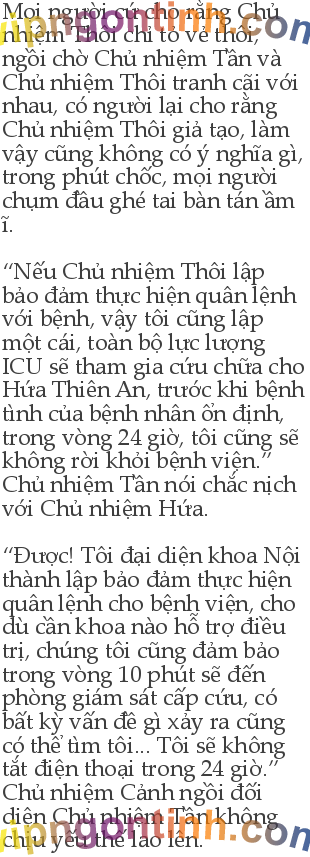 Mọi người cứ cho rằng Chủ
nhiệm Thôi chỉ tỏ vẻ thôi,
ngồi chờ Chủ nhiệm Tần và
Chủ nhiệm Thôi tranh cãi với
nhau, có người lại cho rằng
Chủ nhiệm Thôi giả tạo, làm
vậy cũng không có ý nghĩa gì,
trong phút chốc, mọi người
chụm đầu ghé tai bàn tán ầm
ĩ.
“Nếu Chủ nhiệm Thôi lập
bảo đảm thực hiện quân lệnh
với bệnh, vậy tôi cũng lập
một cái, toàn bộ lực lượng
ICU sẽ tham gia cứu chữa cho
Hứa Thiên An, trước khi bệnh
tình của bệnh nhân ổn định,
trong vòng 24 giờ, tôi cũng sẽ
không rời khỏi bệnh viện.”
Chủ nhiệm Tần nói chắc nịch
với Chủ nhiệm Hứa.
“Được! Tôi đại diện khoa Nội
thành lập bảo đảm thực hiện
quân lệnh cho bệnh viện, cho
dù cần khoa nào hỗ trợ điều
trị, chúng tôi cũng đảm bảo
trong vòng 10 phút sẽ đến
phòng giám sát cấp cứu, có
bất kỳ vấn đề gì xảy ra cũng
có thể tìm tôi... Tôi sẽ không
tắt điện thoại trong 24 giờ.”
Chủ nhiệm Cảnh ngồi đối
diện Chủ nhiệm Tần không
chịu yếu thế lao lên.
vipngontinh.com
vipngontinh.com